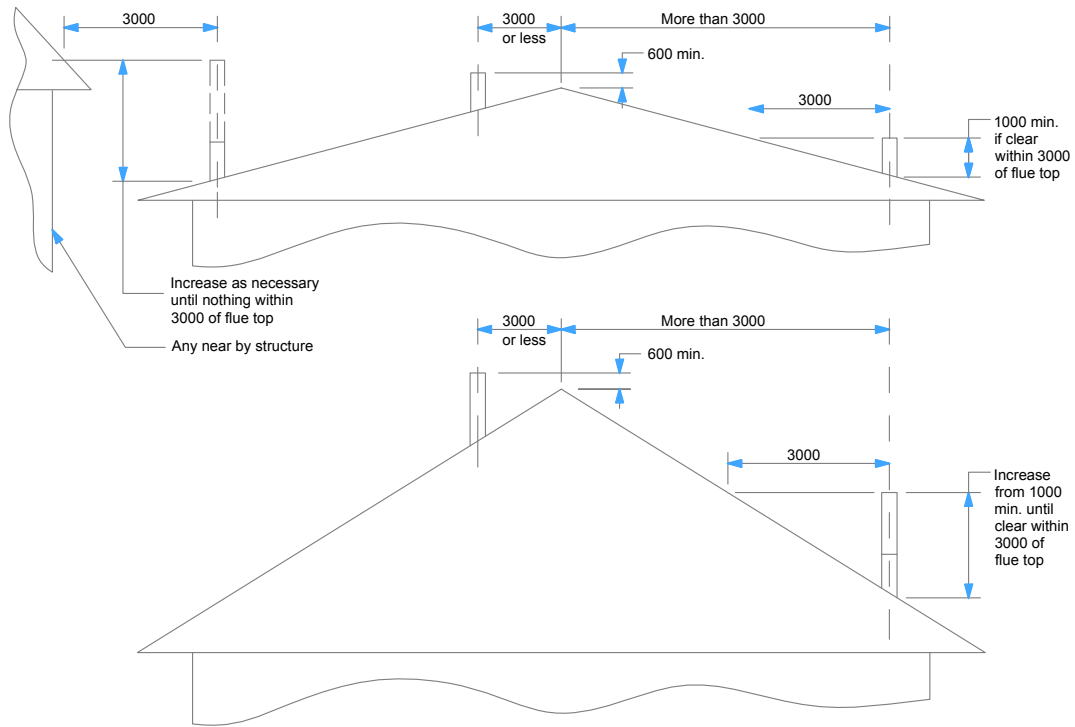 3000
3000
or less
More than 3000
600 min.
3000
1000 min.
if clear
within 3000
of flue top
Increase as necessary
until nothing within
3000 of flue top
Any near by structure
3000
or less
More than 3000
600 min.
3000
Increase
from 1000
min. until
clear within
3000 of
flue top